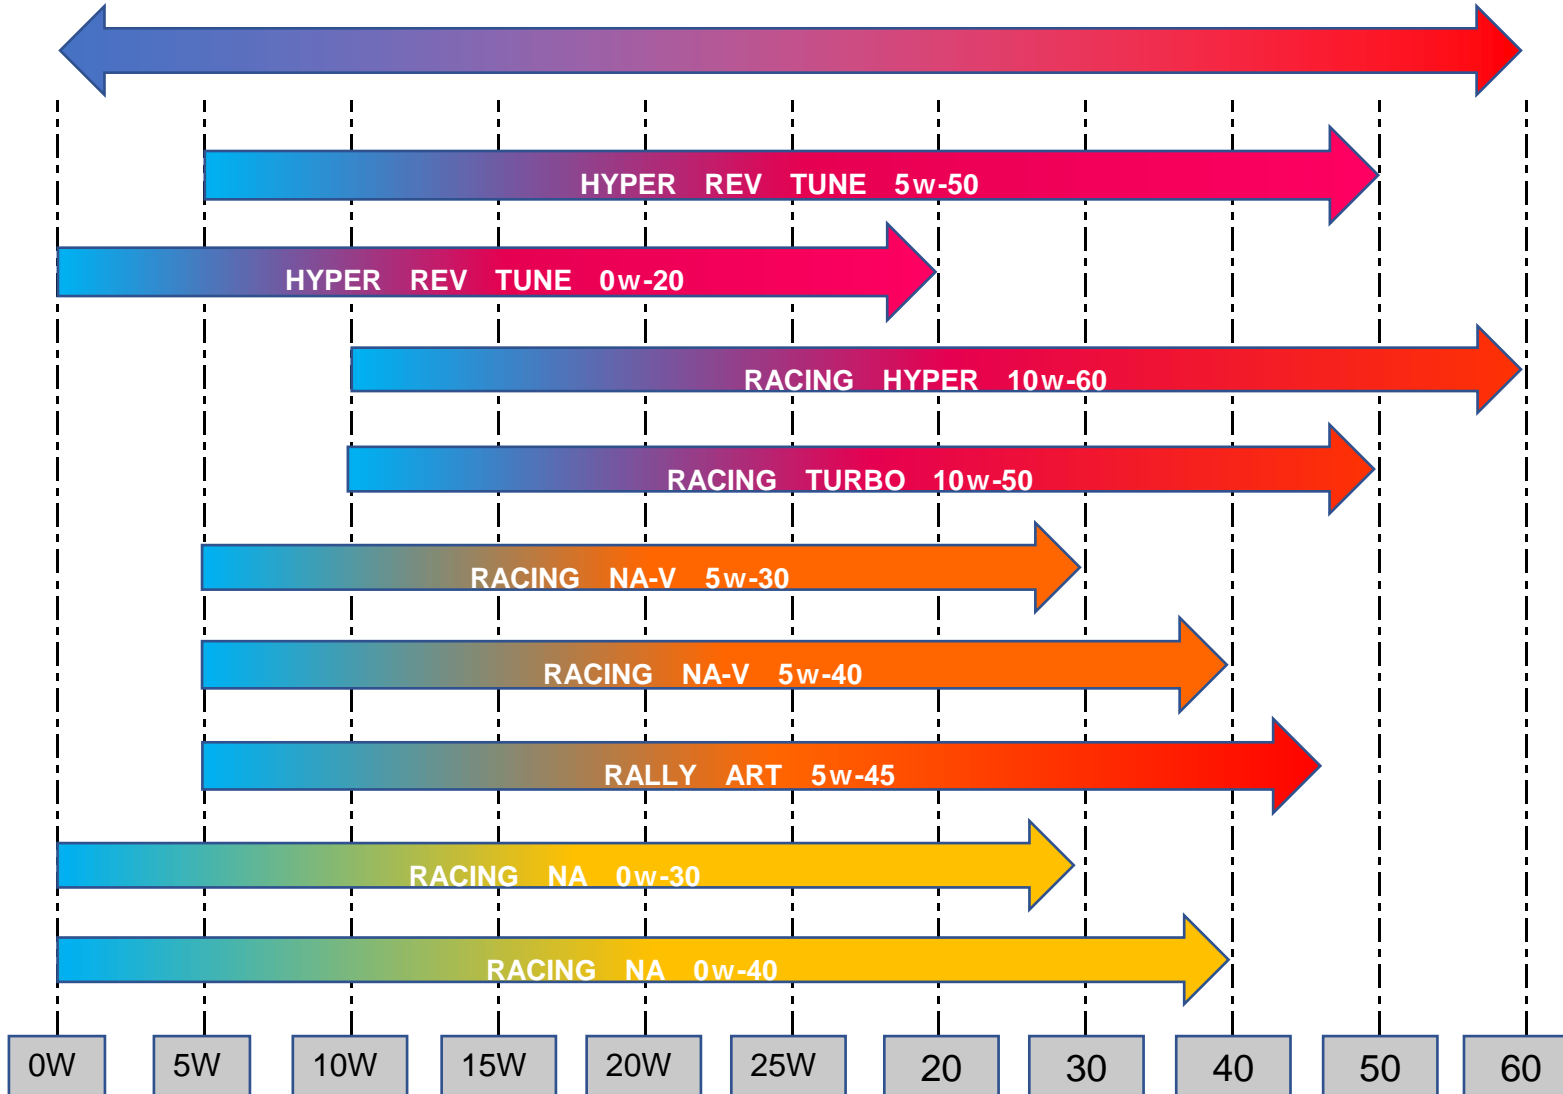 HYPER REV TUNE 5w-50
HYPER REV TUNE 0w-20
RACING HYPER 10w-60
RACING TURBO 10w-50
RACING NA-V 5w-30
RACING NA-V 5w-40
RALLY ART 5w-45
RACING NA 0w-30
RACING NA 0w-40
0W 5W 10W 15W 20W 25W 20 30 40 50 60